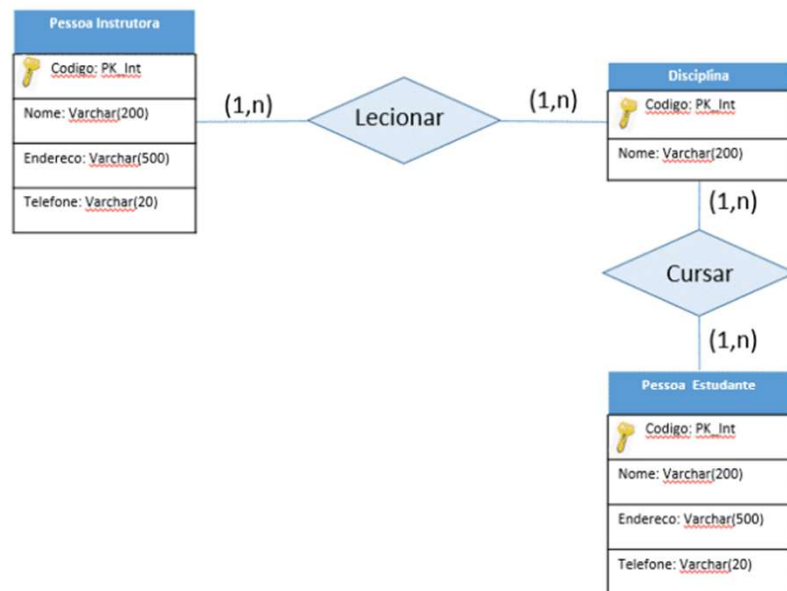 Pessoa Instrutora
Codigo: PK_Int
Nome: Varchar(200)
Endereco: Varchar(500)
Telefone: Varchar(20)
(1,n)
Lecionar
(1,n)
Disciplina
Codigo: PK_Int
Nome: Varchar(200)
(1,n)
Cursar
(1,n)
Pessoa Estudante
Codigo: PK_Int
Nome: Varchar(200)
Endereco: Varchar(500)
Telefone: Varchar(20)